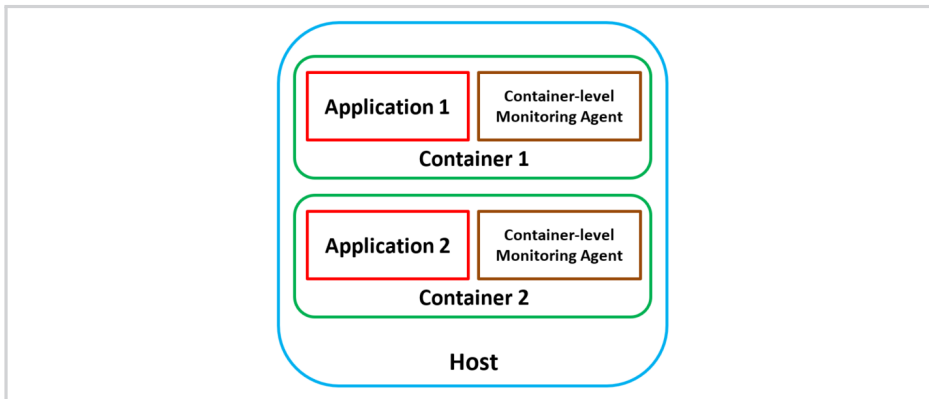 Application 1
Container-level
Monitoring Agent
Container 1
Application 2
Container-level
Monitoring Agent
Container 2
Host